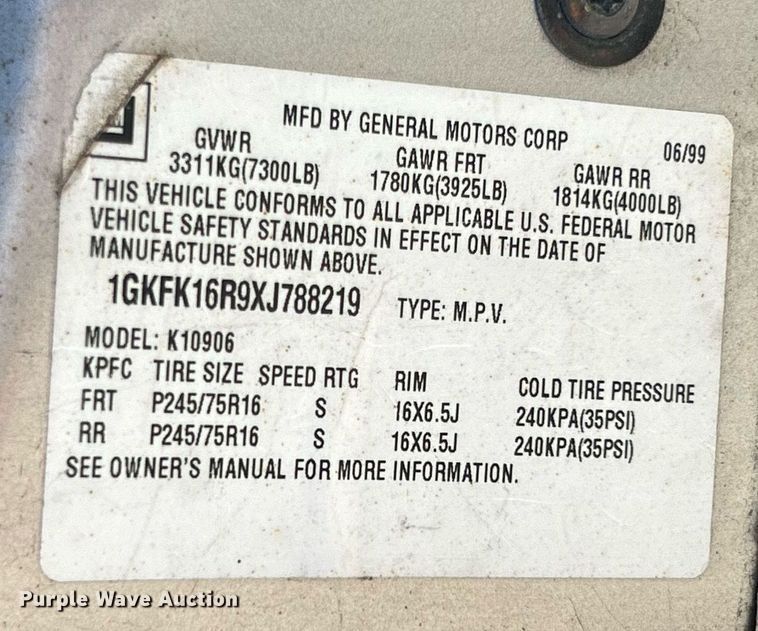 MFD BY GENERAL MOTORS CORP 06/99
GVWR GAWR FRT GAWR RR
3311KG(7300LB) 1780KG(3925LB) 1814KG(4000LB)
THIS VEHICLE CONFORMS TO ALL APPLICABLE U.S. FEDERAL MOTOR
VEHICLE SAFETY STANDARDS IN EFFECT ON THE DATE OF
MANUFACTURE SHOWN ABOVE.
1GKFK16R9XJ788219 TYPE: M.P.V.
MODEL: K10906
KPFC TIRE SIZE SPEED RTG RIM COLD TIRE PRESSURE
FRT P245/75R16 S 16X6.5J 240KPA(35PSI)
RR P245/75R16 S 16X6.5J 240KPA(35PSI)
SEE OWNER'S MANUAL FOR MORE INFORMATION.
Purple Wave Auction